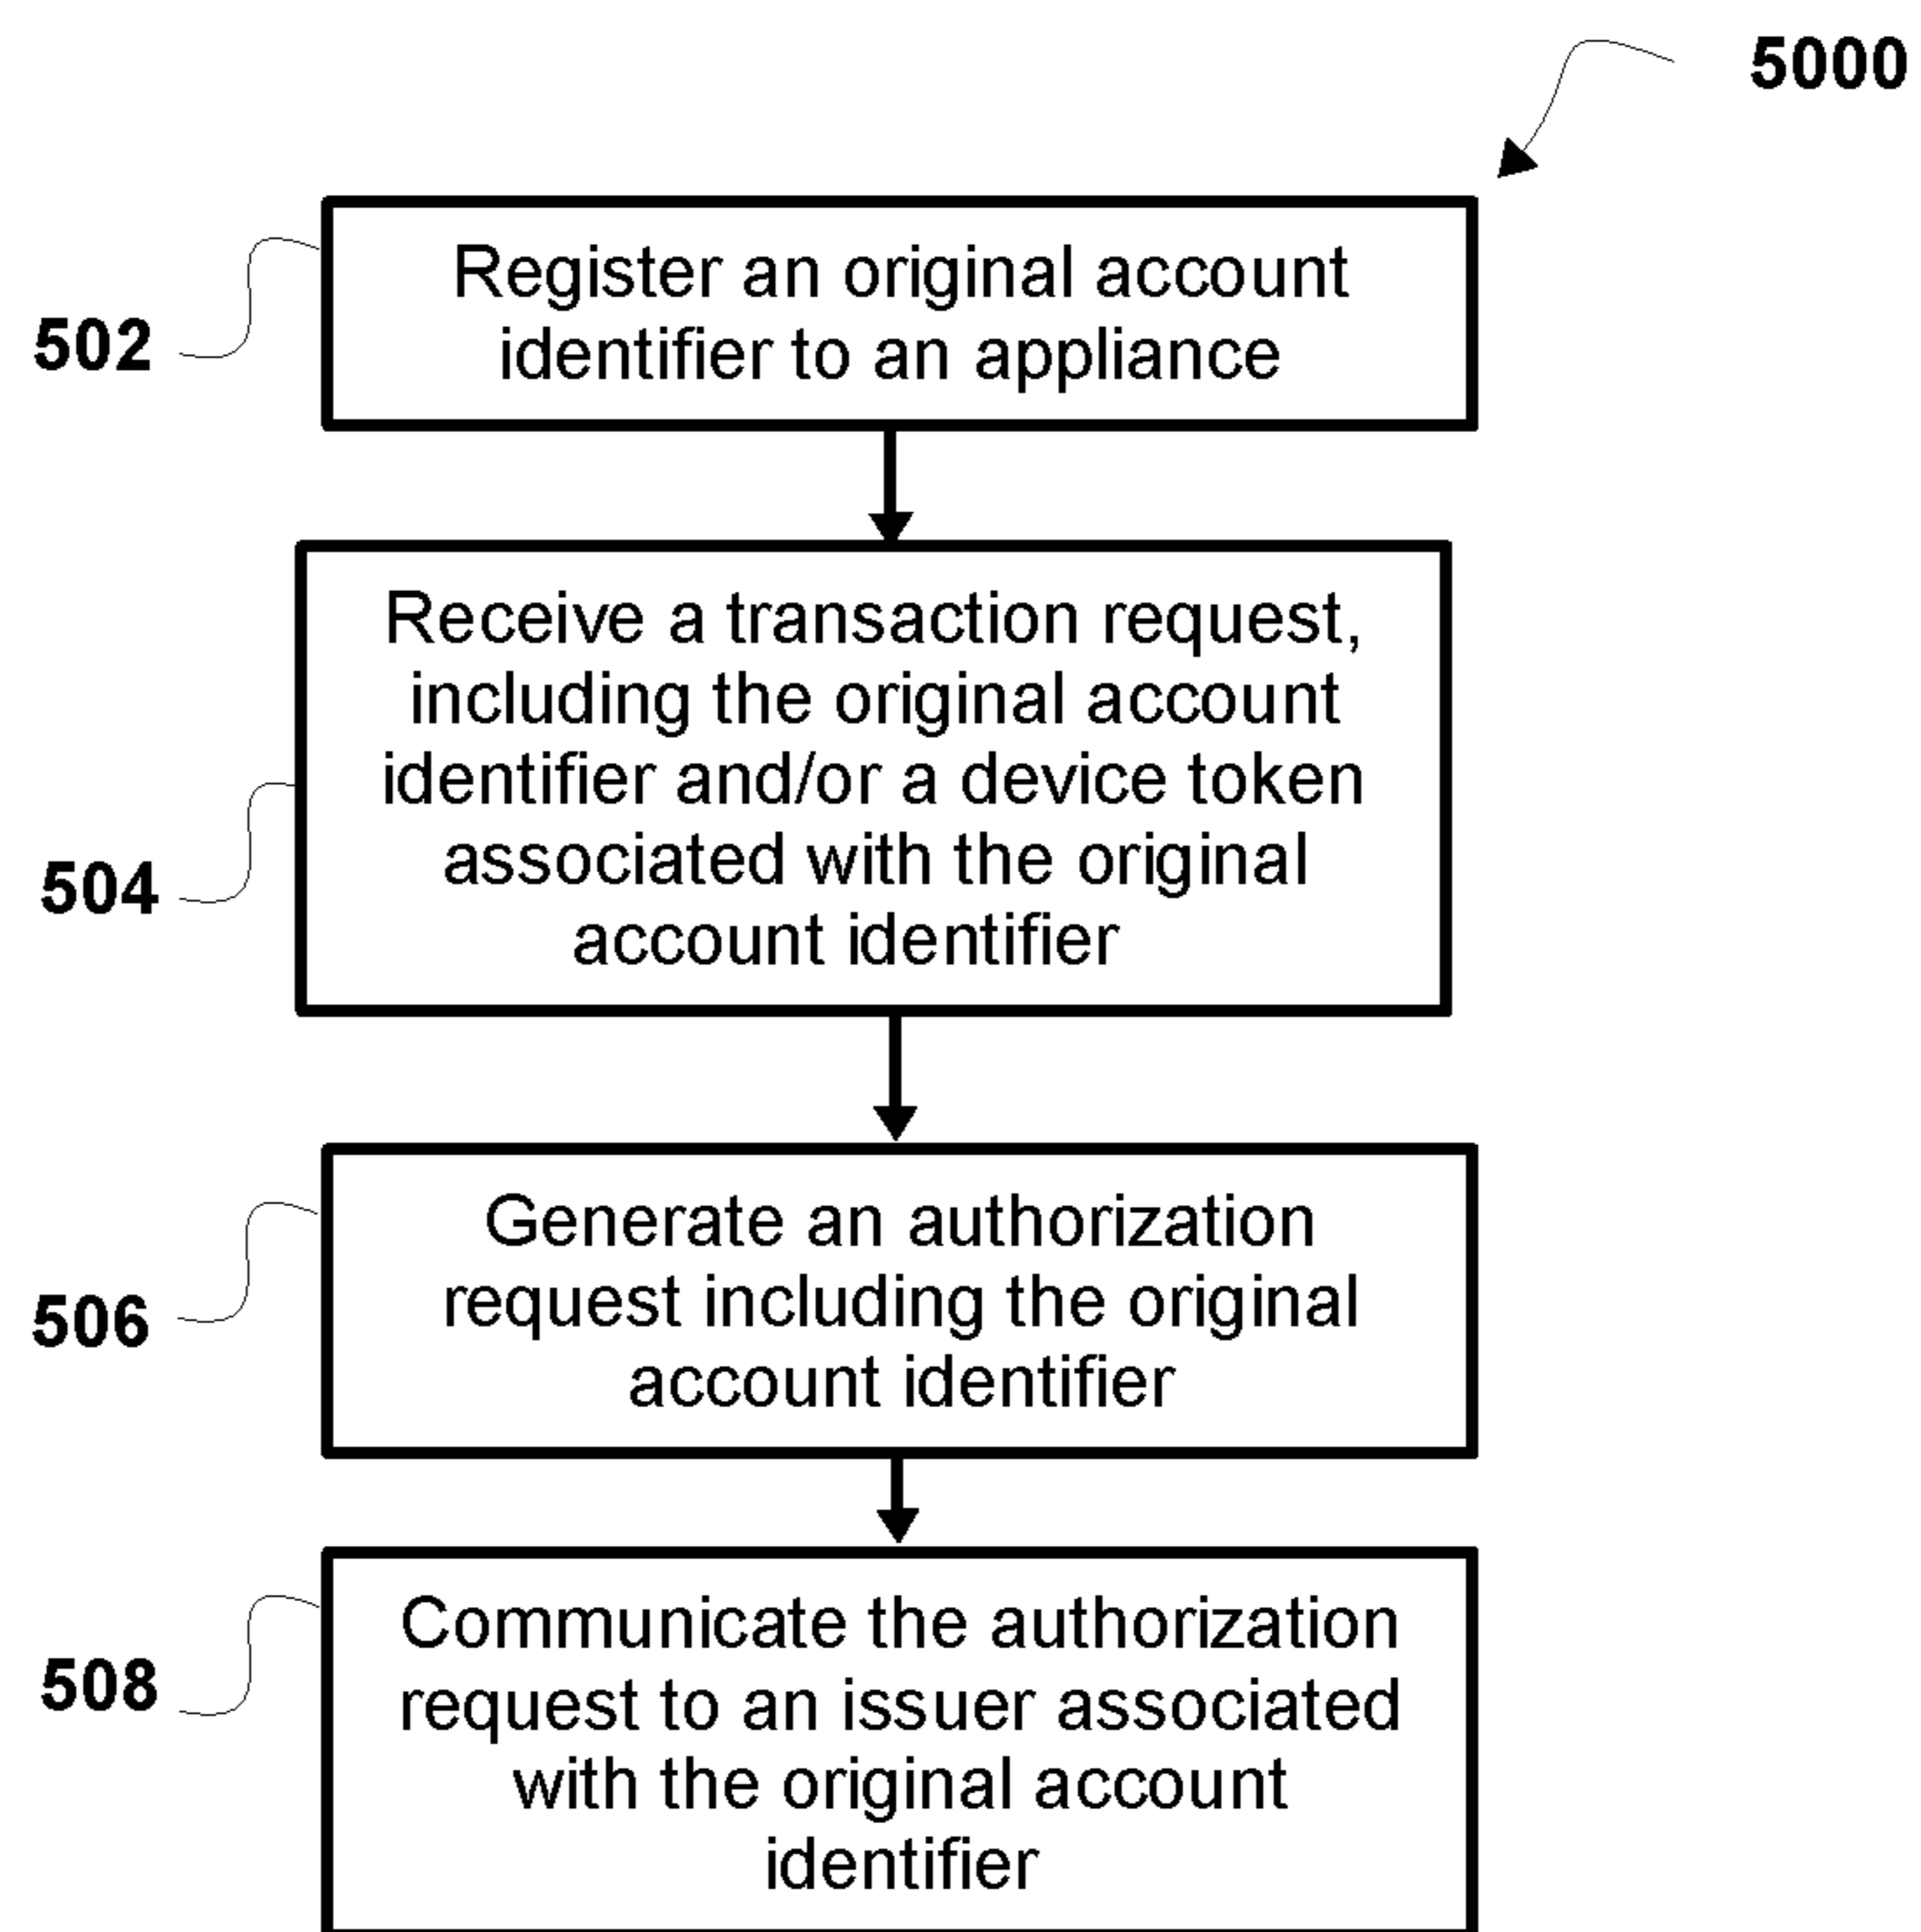 5000
502
Register an original account
identifier to an appliance
504
Receive a transaction request,
including the original account
identifier and/or a device token
associated with the original
account identifier
506
Generate an authorization
request including the original
account identifier
508
Communicate the authorization
request to an issuer associated
with the original account
identifier